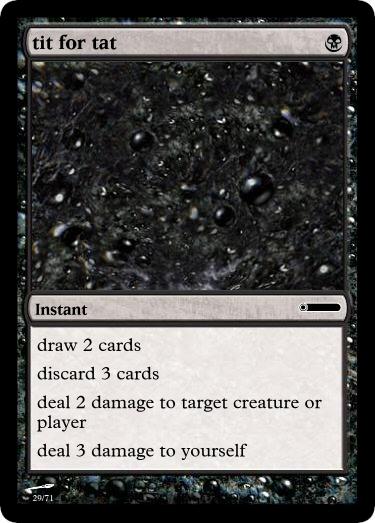 tit for tat
Instant
draw 2 cards
discard 3 cards
deal 2 damage to target creature or
player
deal 3 damage to yourself
29/71